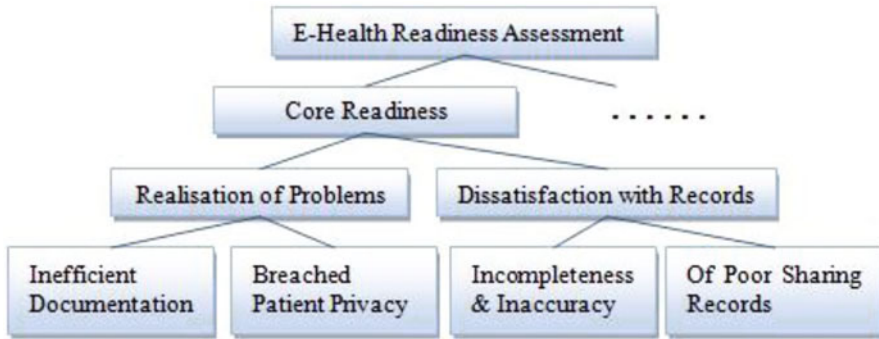 E-Health Readiness Assessment
Core Readiness
......
Realisation of Problems
Dissatisfaction with Records
Inefficient
Documentation
Breached
Patient Privacy
Incompleteness
& Inaccuracy
Of Poor Sharing
Records